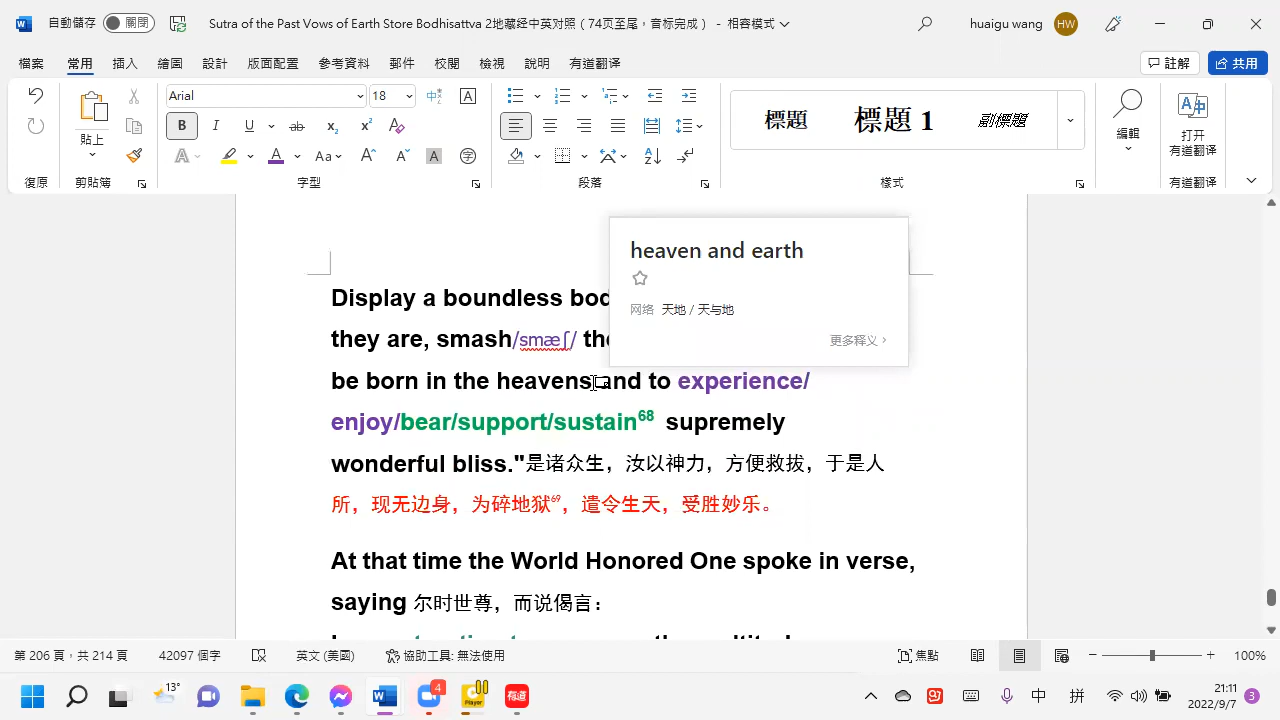 自動儲存 關閉 Sutra of the Past Vows of Earth Store Bodhisattva 2地藏经中英对照（74页至尾，音标完成） - 相容模式 huaigu wang HW
檔案 常用 插入 繪圖 設計 版面配置 參考資料 郵件 校閱 檢視 說明 有道翻译 註解 共用
Arial 18 標題 標題 1 副標題
貼上 編輯 打开
有道翻译
復原 剪貼簿 字型 段落 樣式 有道翻译
heaven and earth
网络 天地 / 天与地
更多释义
Display a boundless bod
they are, smash/smæʃ/ the
be born in the heavens and to experience/
enjoy/bear/support/sustain68 supremely
wonderful bliss."是诸众生，汝以神力，方便救拔，于是人
所，现无边身，为碎地狱69，遣令生天，受胜妙乐。
At that time the World Honored One spoke in verse,
saying 尔时世尊，而说偈言：
第 206 頁，共 214 頁 42097 個字 英文 (美國) 協助工具: 無法使用 焦點 100%
13° 4 Prayer 有道 中 拼 21:11
2022/9/7 3